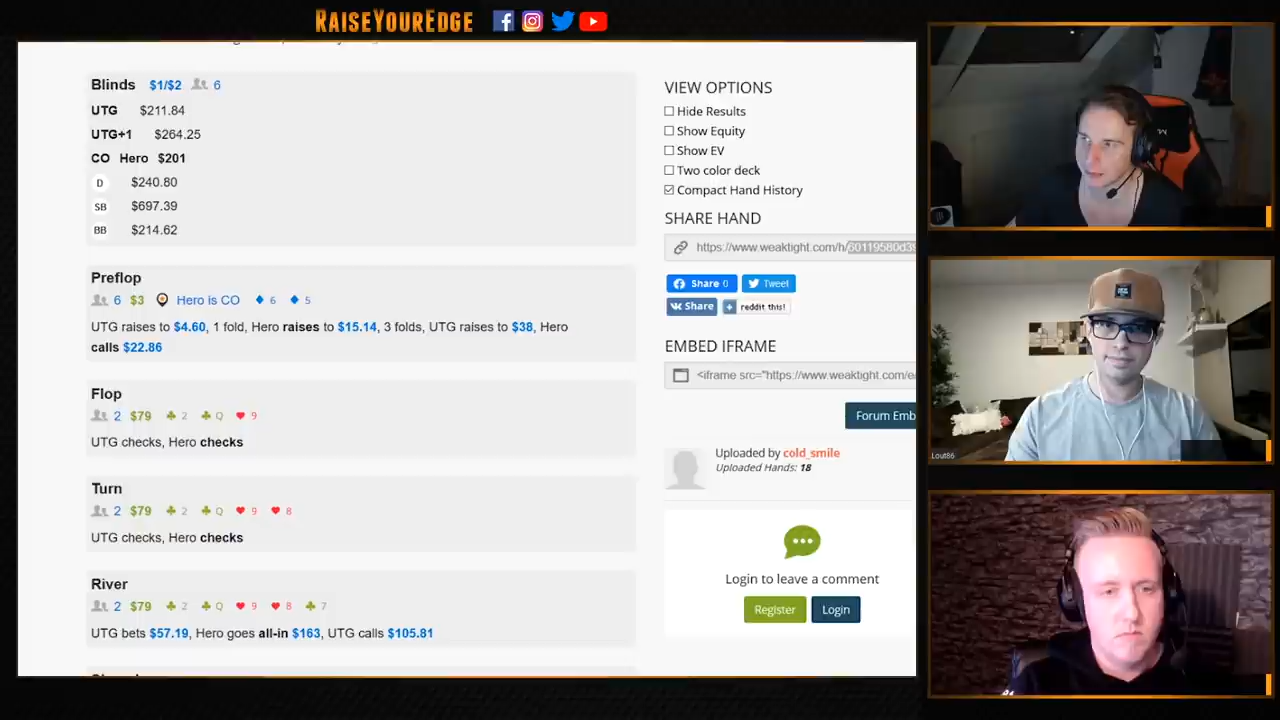 RAISEYOUREDGE
Blinds $1/$2 6
UTG $211.84
UTG+1 $264.25
CO Hero $201
D $240.80
SB $697.39
BB $214.62
Preflop
6 $3 Hero is CO 6 5
UTG raises to $4.60, 1 fold, Hero raises to $15.14, 3 folds, UTG raises to $38, Hero
calls $22.86
Flop
2 $79 2 Q 9
UTG checks, Hero checks
Turn
2 $79 2 Q 9 8
UTG checks, Hero checks
River
2 $79 2 Q 9 8 7
UTG bets $57.19, Hero goes all-in $163, UTG calls $105.81
VIEW OPTIONS
Hide Results
Show Equity
Show EV
Two color deck
Compact Hand History
SHARE HAND
https://www.weaktight.com/h/60119580d39
Share 0
Tweet
Share
reddit this!
EMBED IFRAME
<iframe src="https://www.weaktight.com/e
Forum Emb
Uploaded by cold_smile
Uploaded Hands: 18
Login to leave a comment
Register
Login
Lout86